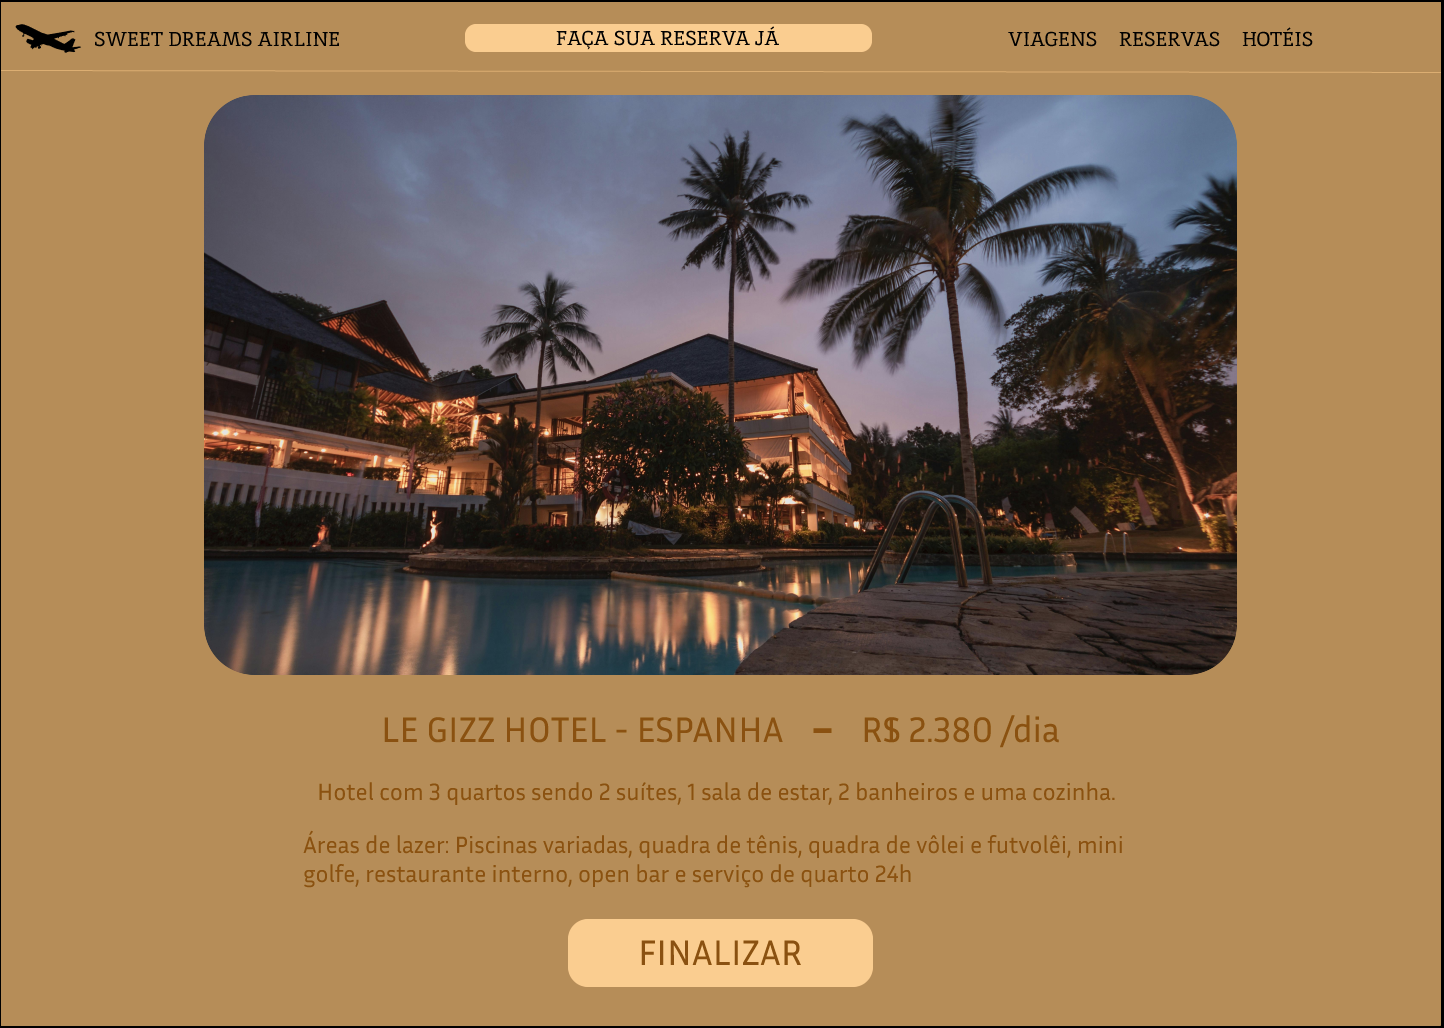 SWEET DREAMS AIRLINE
FAÇA SUA RESERVA JÁ
VIAGENS RESERVAS HOTÉIS
LE GIZZ HOTEL - ESPANHA – R$ 2.380 /dia
Hotel com 3 quartos sendo 2 suítes, 1 sala de estar, 2 banheiros e uma cozinha.
Áreas de lazer: Piscinas variadas, quadra de tênis, quadra de vôlei e futvolêi, mini
golfe, restaurante interno, open bar e serviço de quarto 24h
FINALIZAR